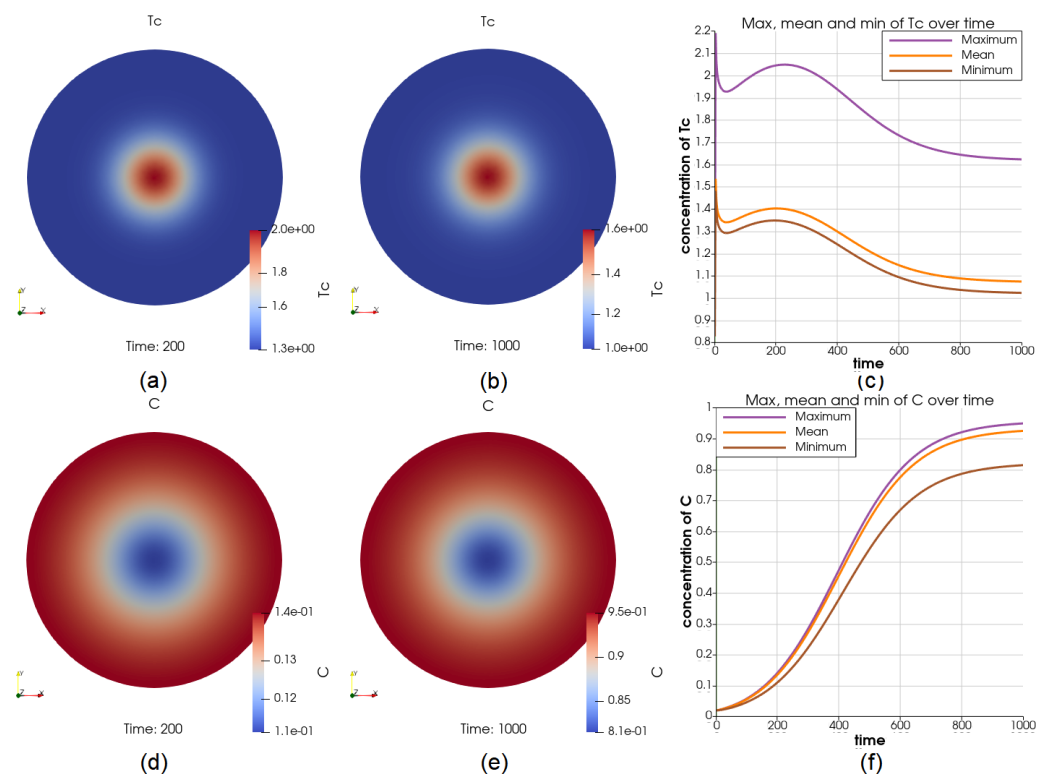 Tc
2.0e+00
1.8
1.6
1.3e+00
Tc
Y
Z
X
Time: 200
(a)
Tc
1.6e+00
1.4
1.2
1.0e+00
Tc
Y
Z
X
Time: 1000
(b)
Max, mean and min of Tc over time
Maximum
Mean
Minimum
concentration of Tc
2.2
2.1
2
1.9
1.8
1.7
1.6
1.5
1.4
1.3
1.2
1.1
1
0.9
0.8
0 200 400 600 800 1000
time
(c)
C
1.4e-01
0.13
0.12
1.1e-01
C
Y
Z
X
Time: 200
(d)
C
9.5e-01
0.9
0.85
8.1e-01
C
Y
Z
X
Time: 1000
(e)
Max, mean and min of C over time
Maximum
Mean
Minimum
concentration of C
1
0.9
0.8
0.7
0.6
0.5
0.4
0.3
0.2
0.1
0
0 200 400 600 800 1000
time
(f)